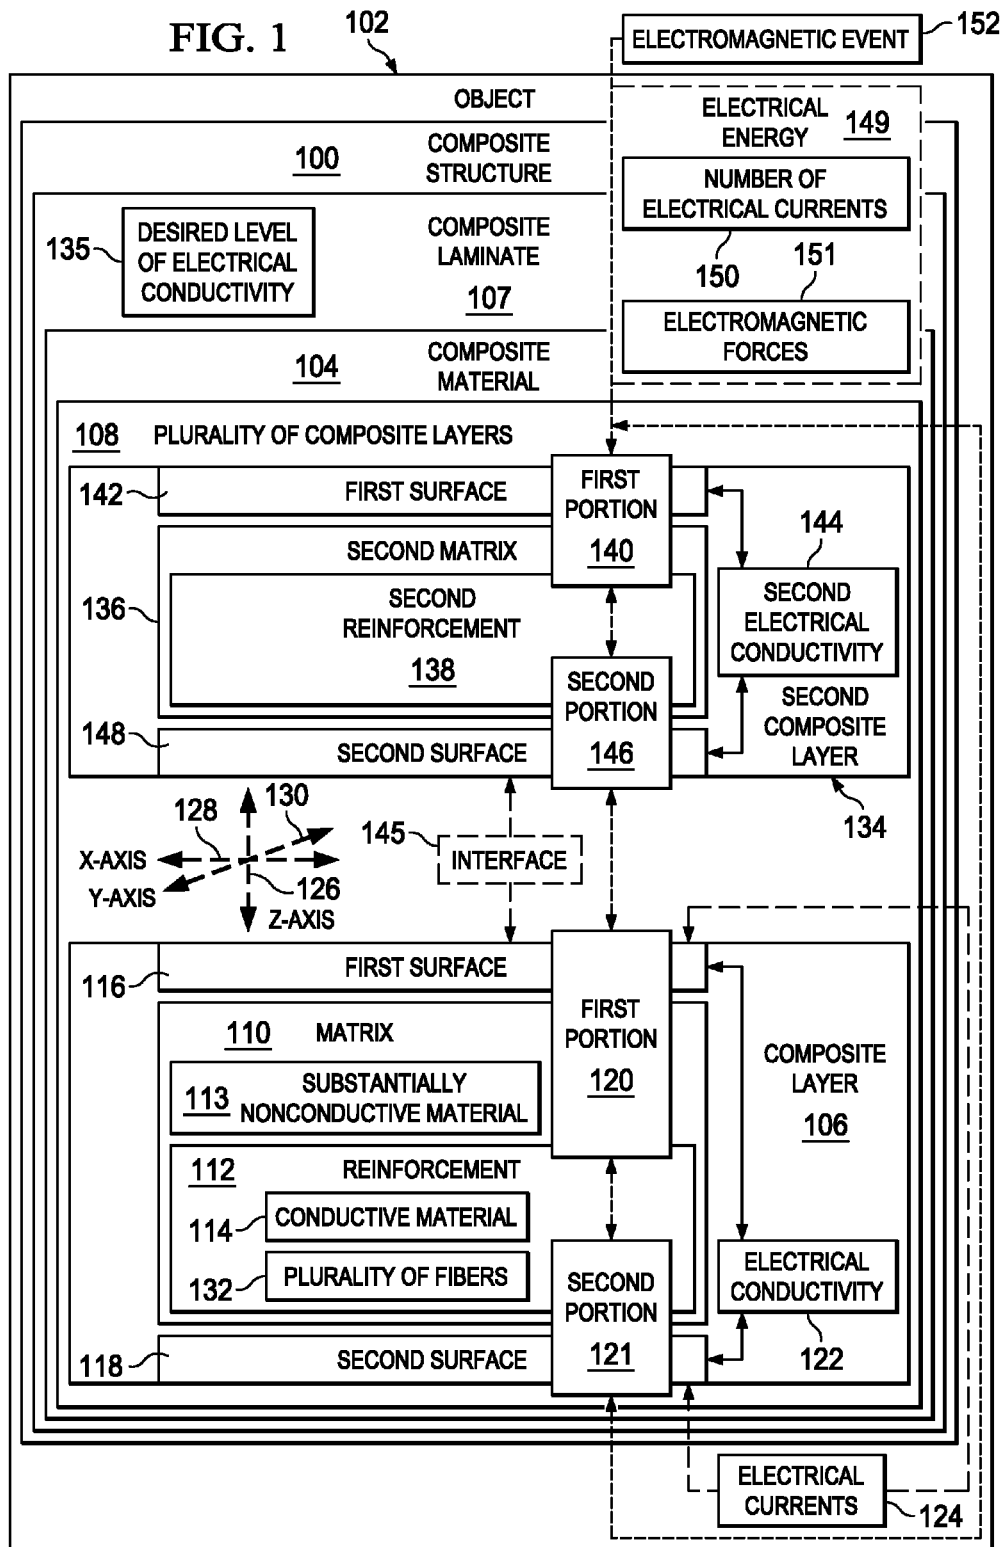 FIG. 1
152
ELECTROMAGNETIC EVENT
102
OBJECT
ELECTRICAL
ENERGY
149
100
COMPOSITE
STRUCTURE
NUMBER OF
ELECTRICAL CURRENTS
150
151
ELECTROMAGNETIC
FORCES
135
DESIRED LEVEL
OF ELECTRICAL
CONDUCTIVITY
COMPOSITE
LAMINATE
107
104
COMPOSITE
MATERIAL
108
PLURALITY OF COMPOSITE LAYERS
142
FIRST SURFACE
FIRST
PORTION
140
144
SECOND MATRIX
136
SECOND
REINFORCEMENT
138
SECOND
ELECTRICAL
CONDUCTIVITY
SECOND
PORTION
146
SECOND
COMPOSITE
LAYER
148
SECOND SURFACE
134
130
128
X-AXIS
Y-AXIS
126
Z-AXIS
145
INTERFACE
116
FIRST SURFACE
FIRST
PORTION
120
110
MATRIX
113
SUBSTANTIALLY
NONCONDUCTIVE MATERIAL
COMPOSITE
LAYER
106
112
REINFORCEMENT
114
CONDUCTIVE MATERIAL
132
PLURALITY OF FIBERS
SECOND
PORTION
121
ELECTRICAL
CONDUCTIVITY
122
118
SECOND SURFACE
ELECTRICAL
CURRENTS
124